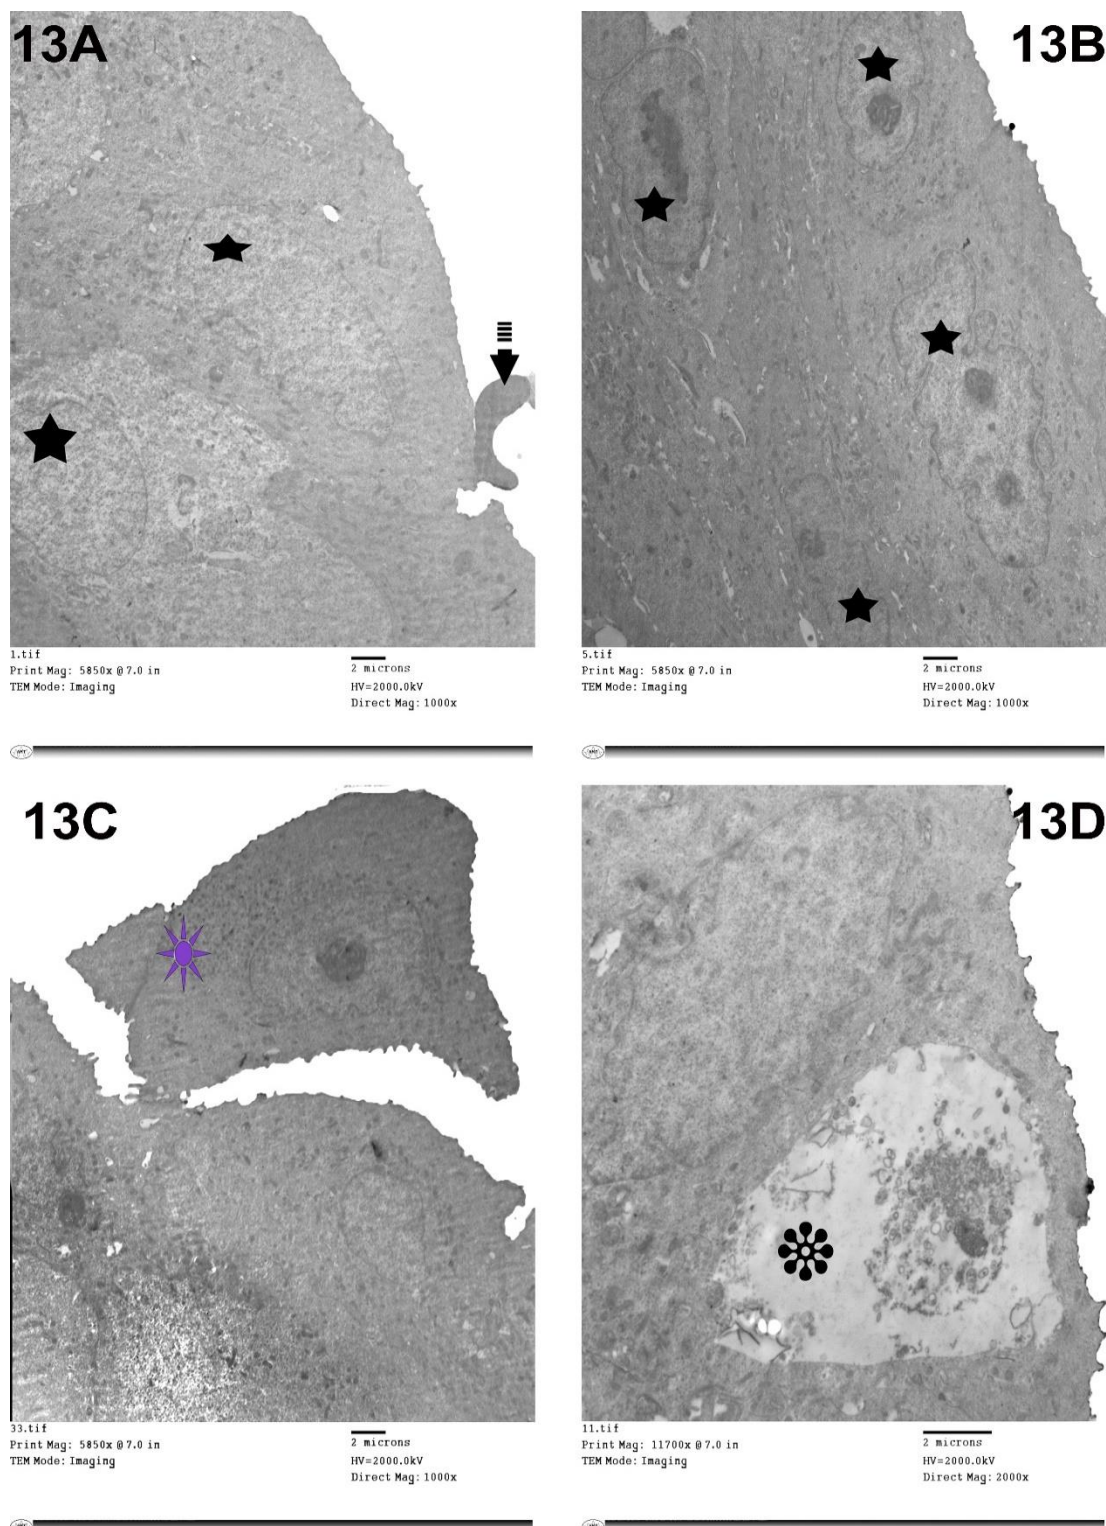 13A
1.tif
Print Mag: 5850x @ 7.0 in
TEM Mode: Imaging
2 microns
HV=2000.0kV
Direct Mag: 1000x
13B
5.tif
Print Mag: 5850x @ 7.0 in
TEM Mode: Imaging
2 microns
HV=2000.0kV
Direct Mag: 1000x
13C
33.tif
Print Mag: 5850x @ 7.0 in
TEM Mode: Imaging
2 microns
HV=2000.0kV
Direct Mag: 1000x
13D
11.tif
Print Mag: 11700x @ 7.0 in
TEM Mode: Imaging
2 microns
HV=2000.0kV
Direct Mag: 2000x